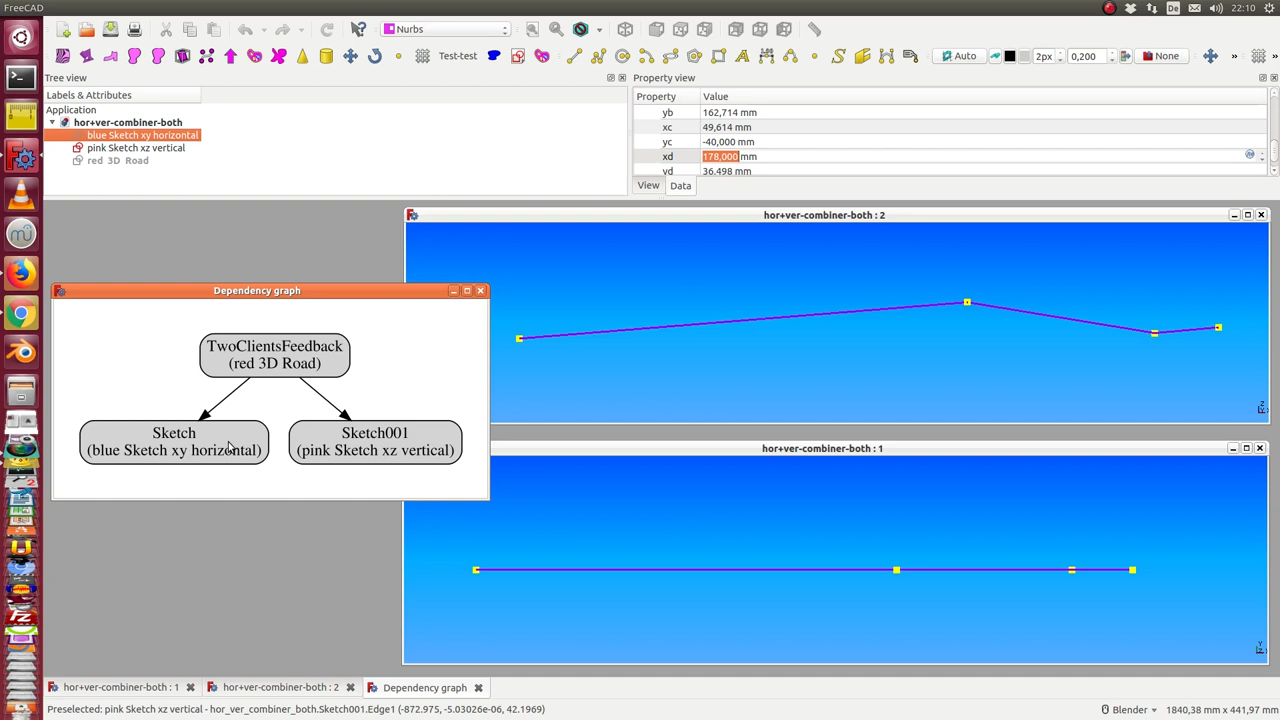 FreeCAD
De
22:10
Nurbs
Test-test
Auto
2px
0,200
None
Tree view
Property view
Labels & Attributes
Application
hor+ver-combiner-both
blue Sketch xy horizontal
pink Sketch xz vertical
red 3D Road
Property Value
yb 162,714 mm
xc 49,614 mm
yc -40,000 mm
xd 178,000 mm
yd 36,498 mm
View Data
hor+ver-combiner-both : 2
Dependency graph
TwoClientsFeedback
(red 3D Road)
Sketch
(blue Sketch xy horizontal)
Sketch001
(pink Sketch xz vertical)
hor+ver-combiner-both : 1
hor+ver-combiner-both : 1
hor+ver-combiner-both : 2
Dependency graph
Preselected: pink Sketch xz vertical - hor_ver_combiner_both.Sketch001.Edge1 (-872.975, -5.03026e-06, 42.1969)
Blender
1840,38 mm x 441,97 mm